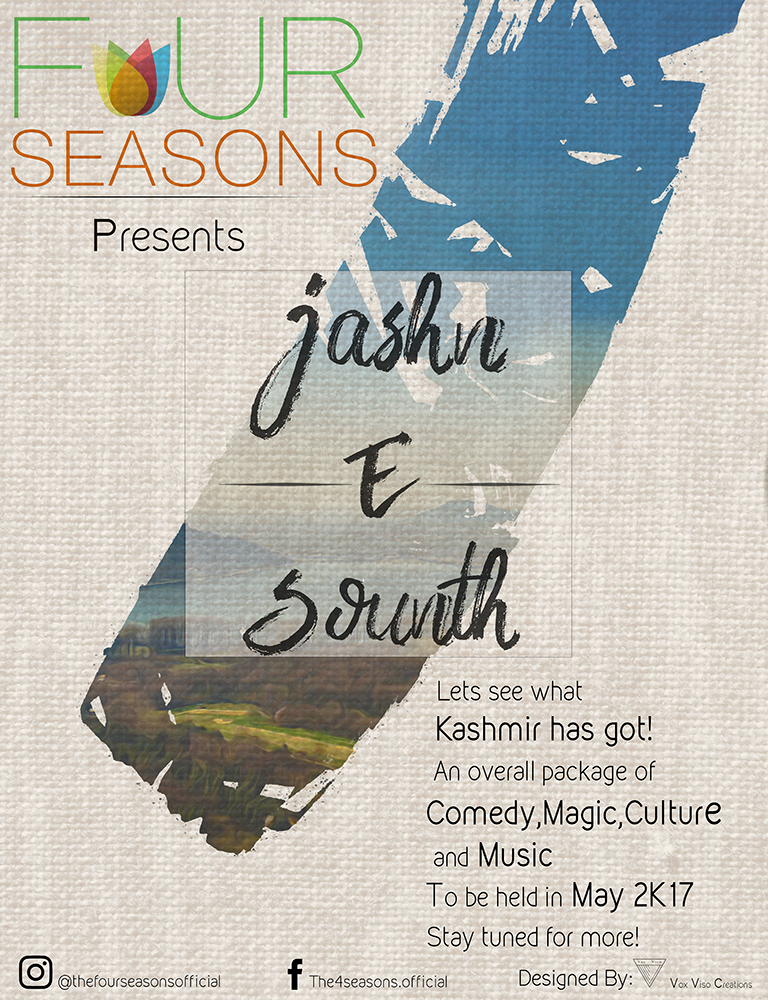 FOUR
SEASONS
Presents
jashn
E
sounth
Lets see what
Kashmir has got!
An overall package of
Comedy,Magic,Culture
and Music
To be held in May 2K17
Stay tuned for more!
@thefourseasonsofficial
The4seasons.official
Designed By: Vox Viso Creations